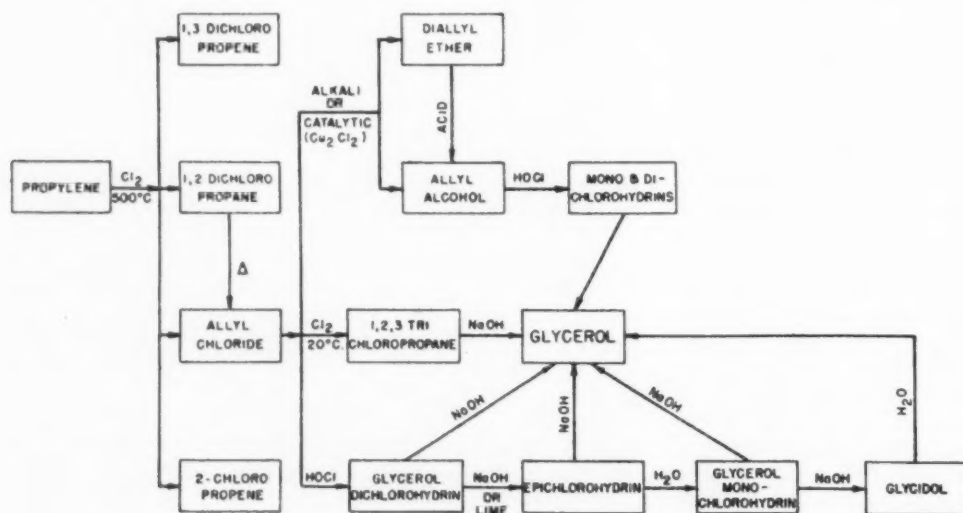 1,3 DICHLORO
PROPENE
DIALLYL
ETHER
ALKALI
OR
CATALYTIC
(Cu2Cl2)
ACID
PROPYLENE
Cl2
500°C
1,2 DICHLORO
PROPANE
ALLYL
ALCOHOL
HOCl
MONO & DI-
CHLOROHYDRINS
Δ
ALLYL
CHLORIDE
Cl2
20°C.
1,2,3 TRI
CHLOROPROPANE
NaOH
GLYCEROL
NaOH
NaOH
NaOH
H2O
2-CHLORO
PROPENE
HOCl
GLYCEROL
DICHLOROHYDRIN
NaOH
OR
LIME
EPICHLOROHYDRIN
H2O
GLYCEROL
MONO-
CHLOROHYDRIN
NaOH
GLYCIDOL